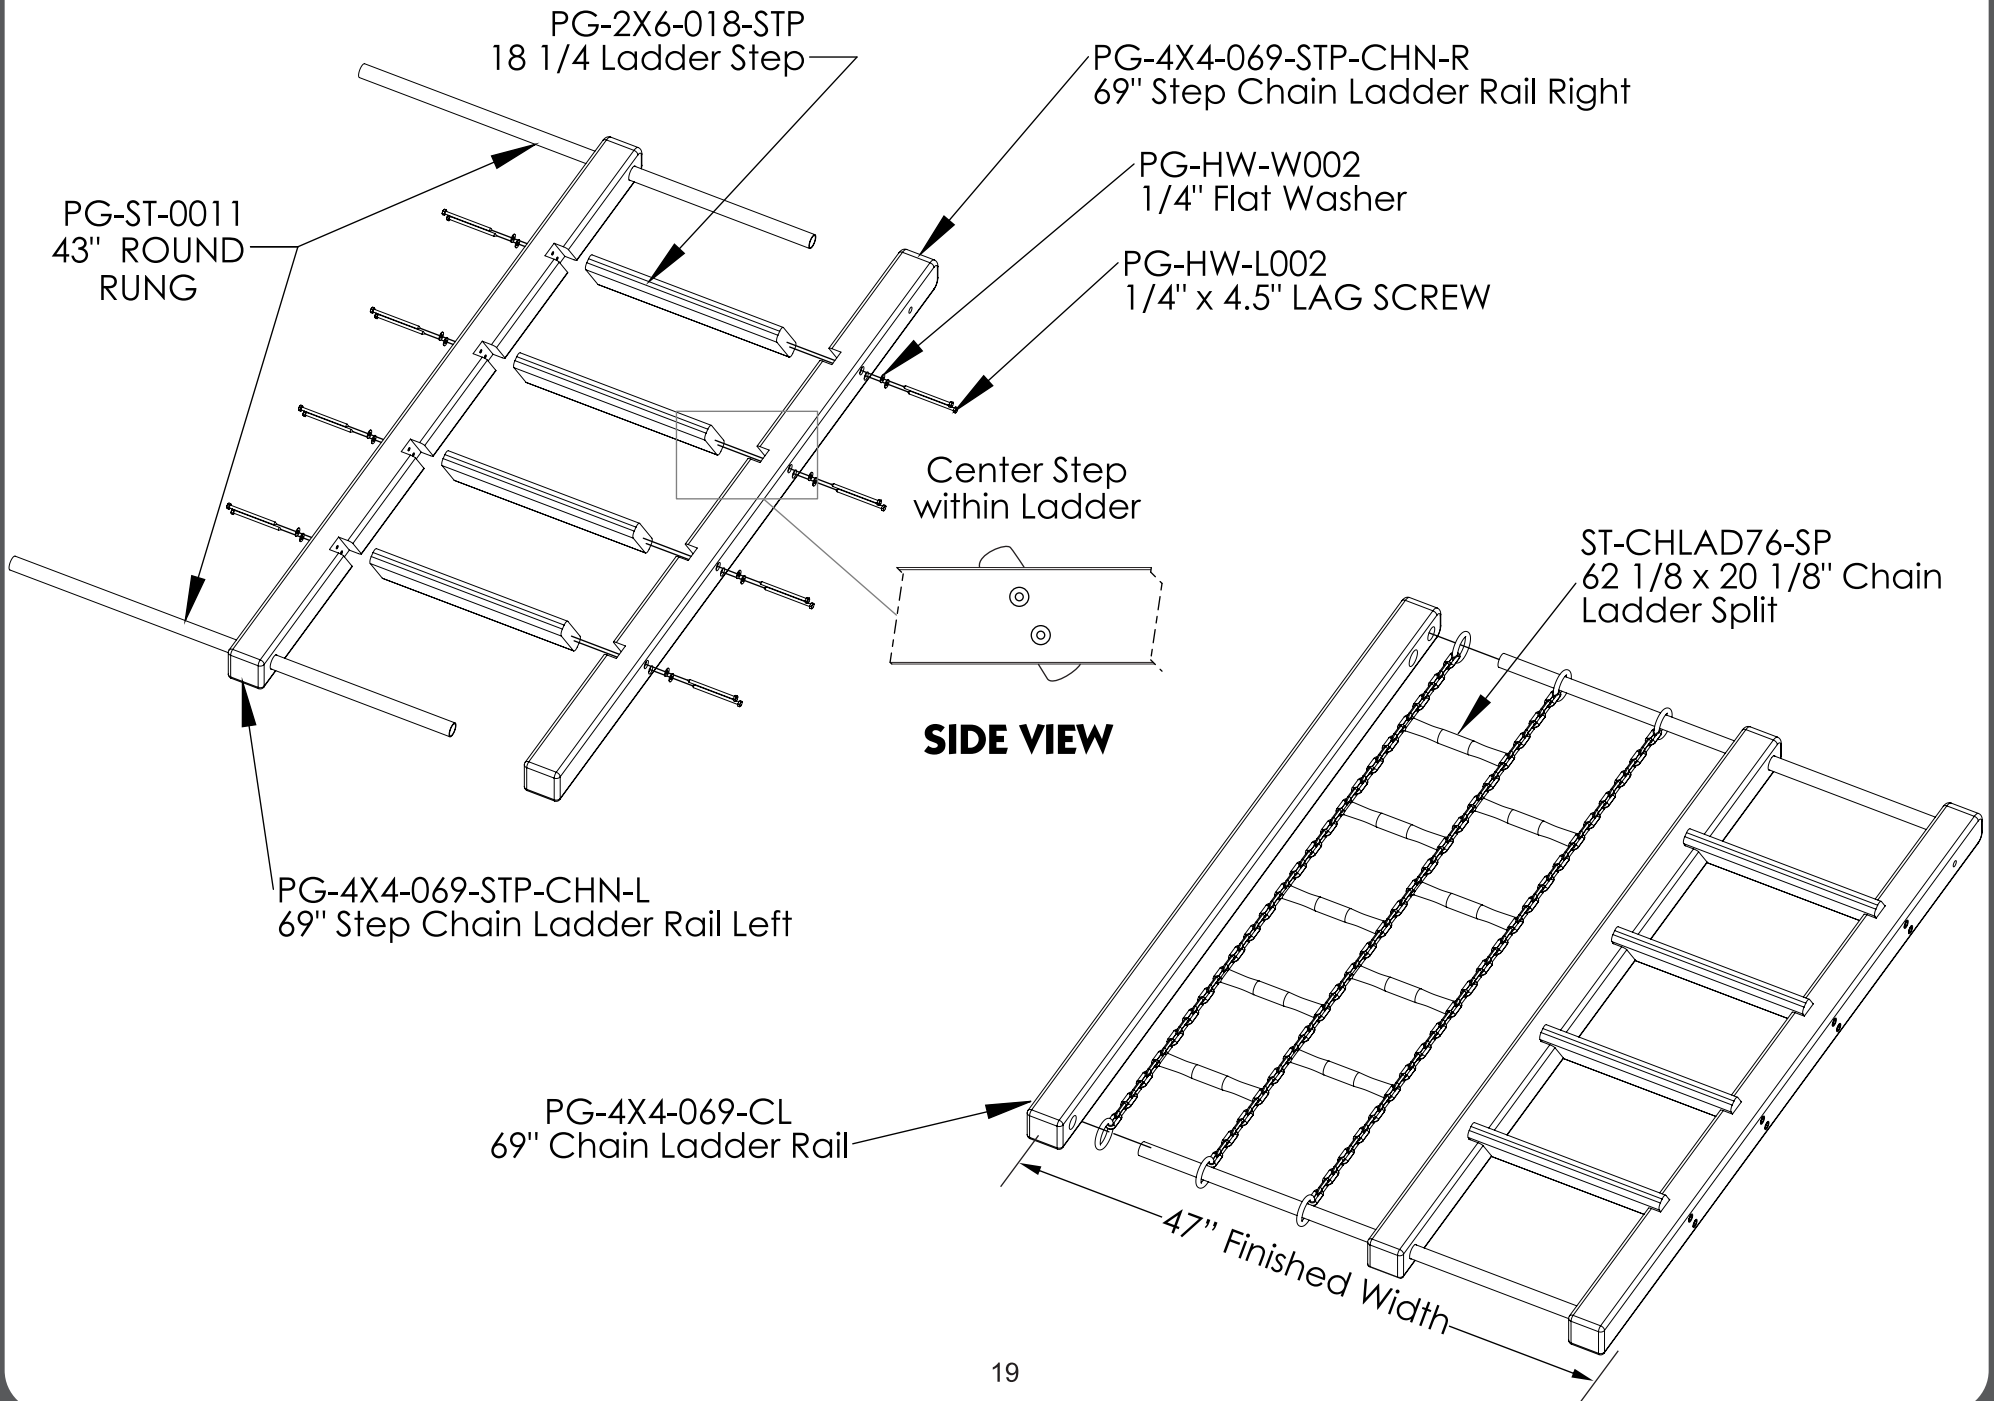 PG-2X6-018-STP
18 1/4 Ladder Step
PG-4X4-069-STP-CHN-R
69" Step Chain Ladder Rail Right
PG-HW-W002
1/4" Flat Washer
PG-ST-0011
43" ROUND
RUNG
PG-HW-L002
1/4" x 4.5" LAG SCREW
Center Step
within Ladder
ST-CHLAD76-SP
62 1/8 x 20 1/8" Chain
Ladder Split
SIDE VIEW
PG-4X4-069-STP-CHN-L
69" Step Chain Ladder Rail Left
PG-4X4-069-CL
69" Chain Ladder Rail
47'' Finished Width
19